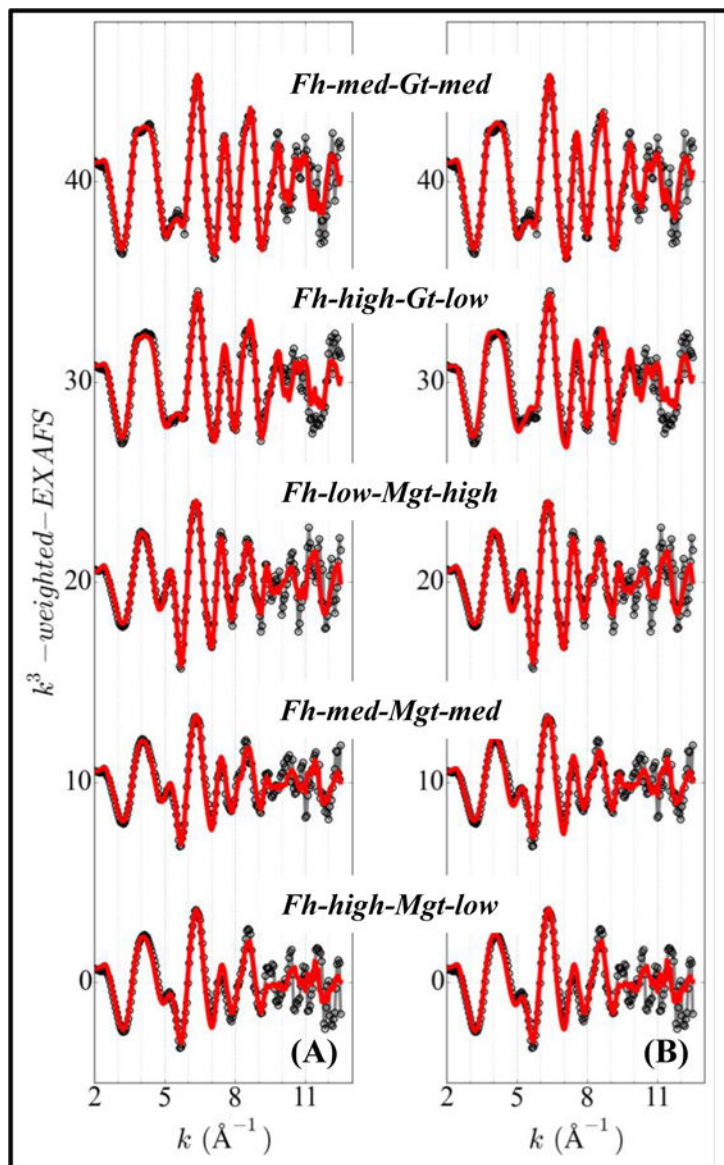 Fh-med-Gt-med
40
40
Fh-high-Gt-low
30
30
k³ −weighted−EXAFS
Fh-low-Mgt-high
20
20
Fh-med-Mgt-med
10
10
Fh-high-Mgt-low
0
0
(A)
(B)
2 5 8 11
2 5 8 11
k (Å⁻¹)
k (Å⁻¹)